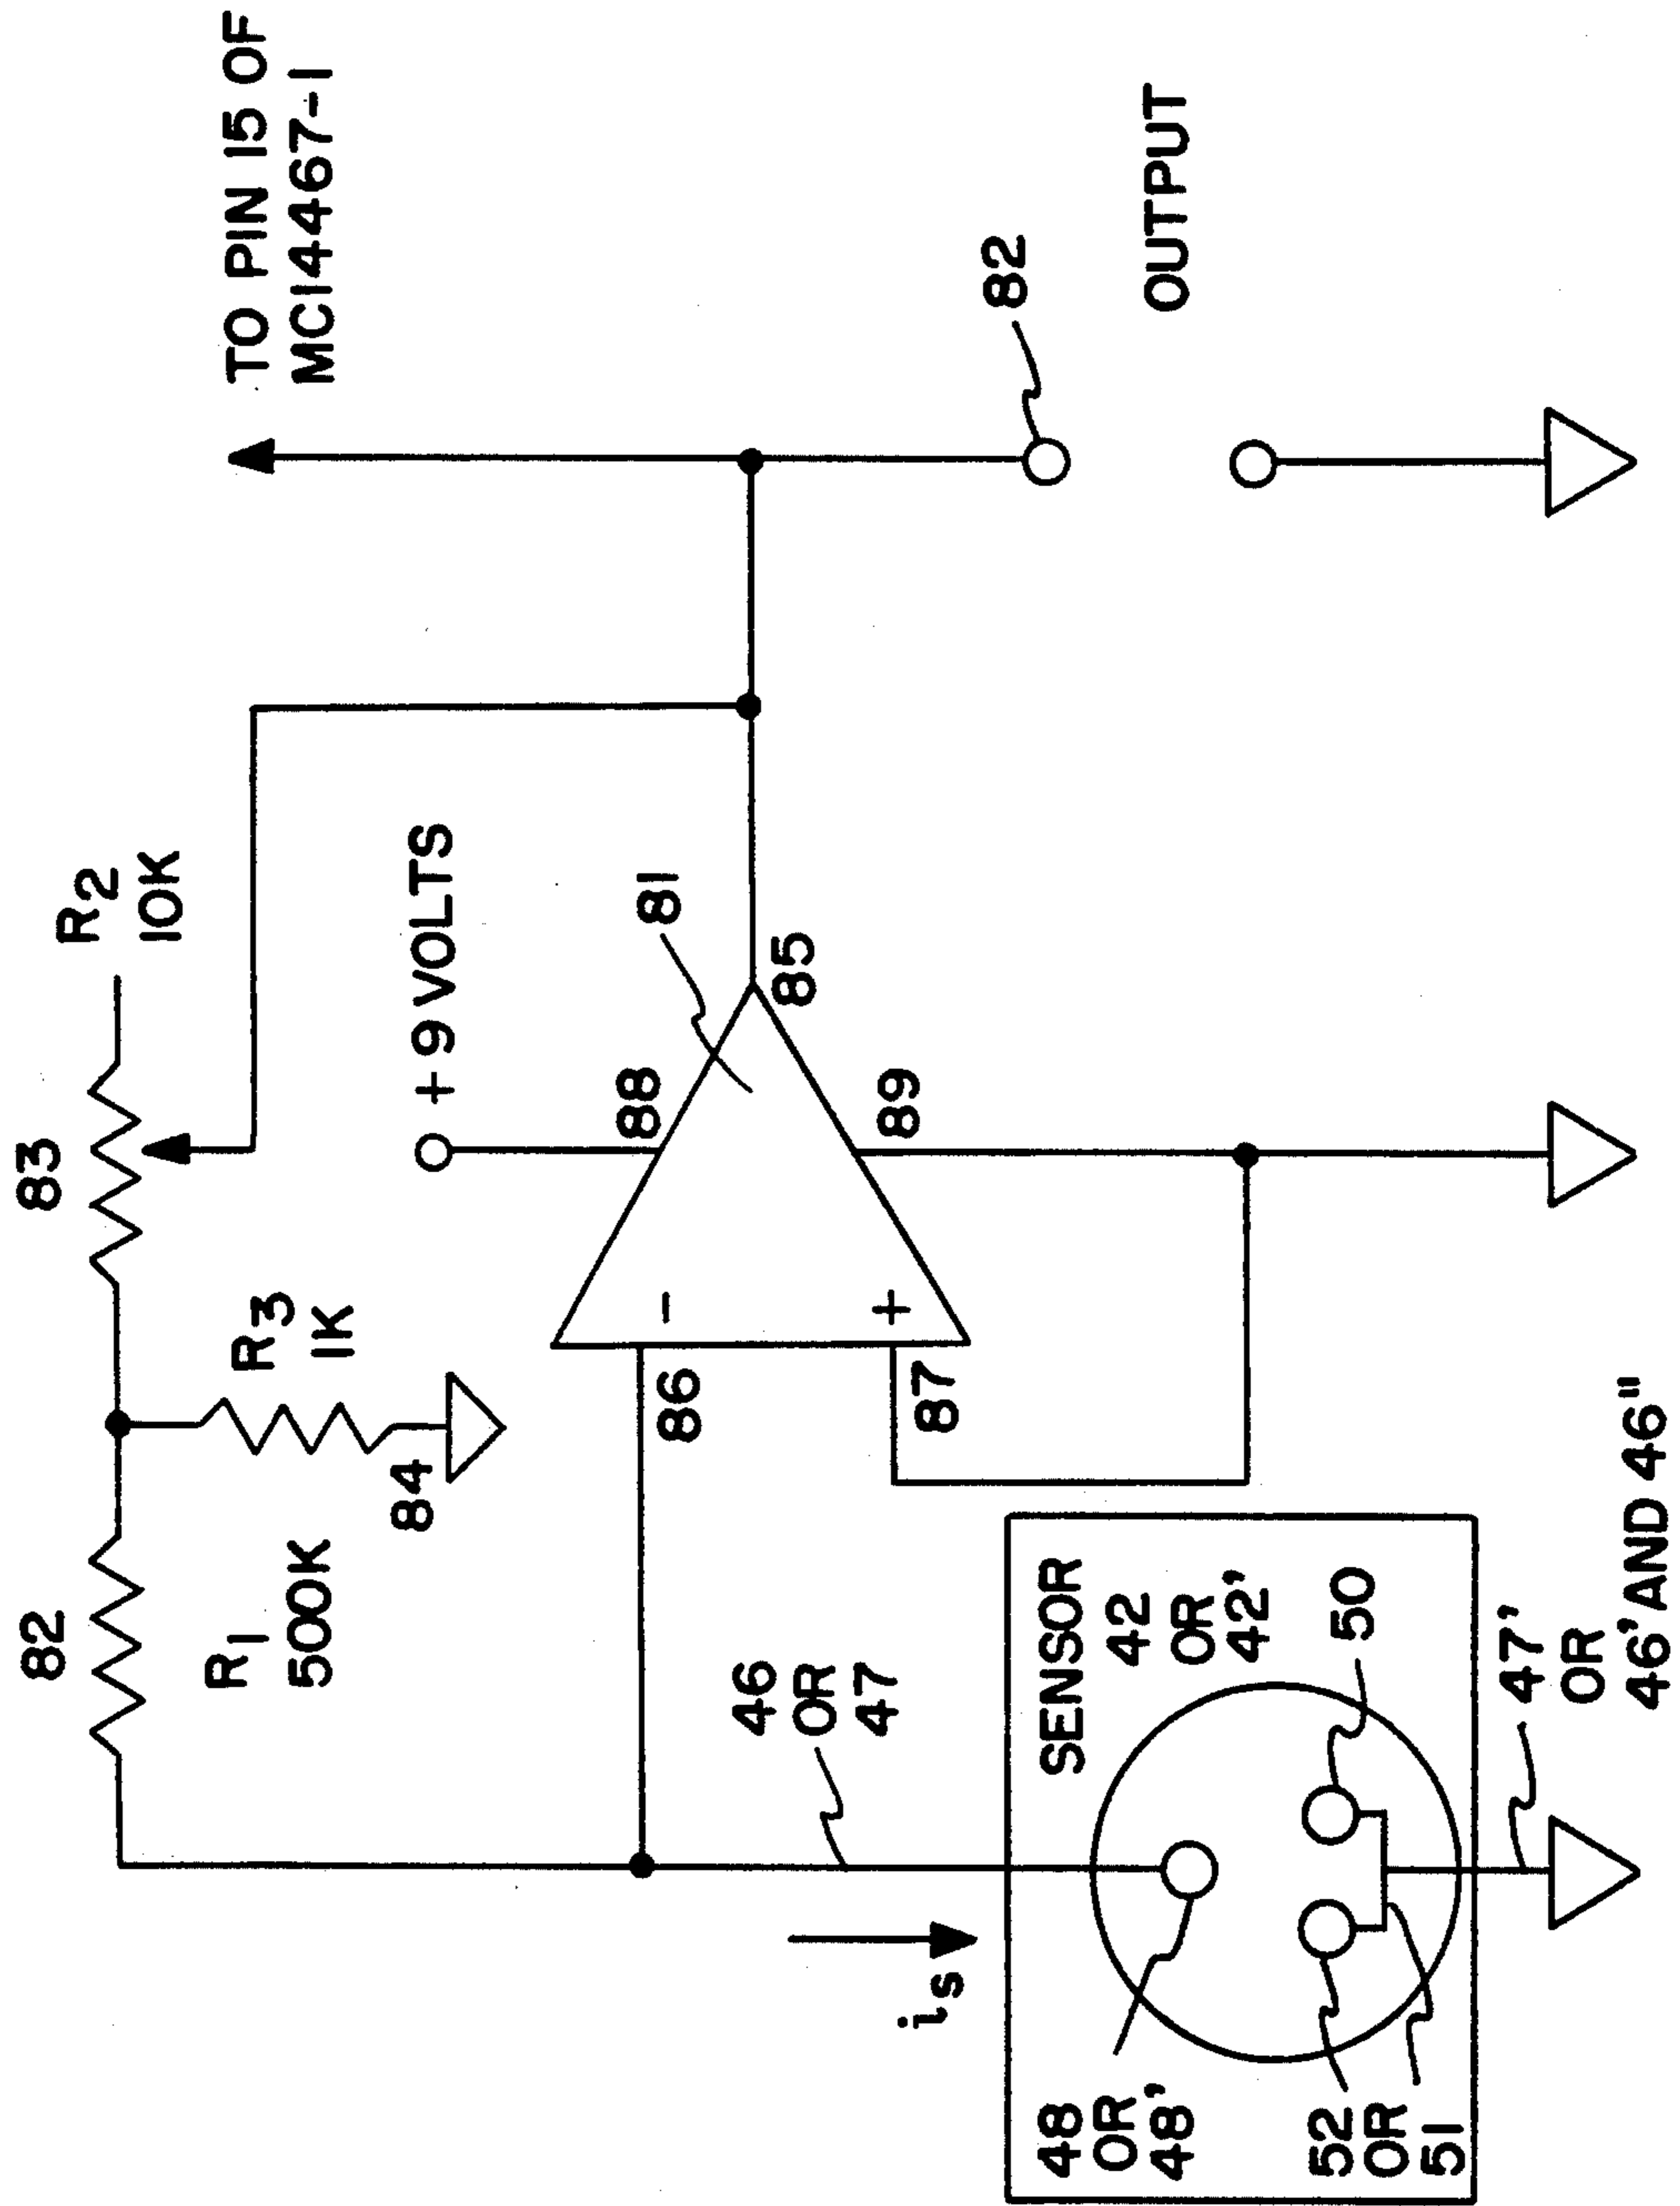 83
R2
10K
TO PIN 15 OF
MC14467-1
82
R1
500K
R3
1K
84
+9 VOLTS
88
81
86
−
85
87
+
89
82
OUTPUT
46
OR
47
is
SENSOR
42
OR
42'
48
OR
48'
50
52
OR
51
47'
OR
46' AND 46"